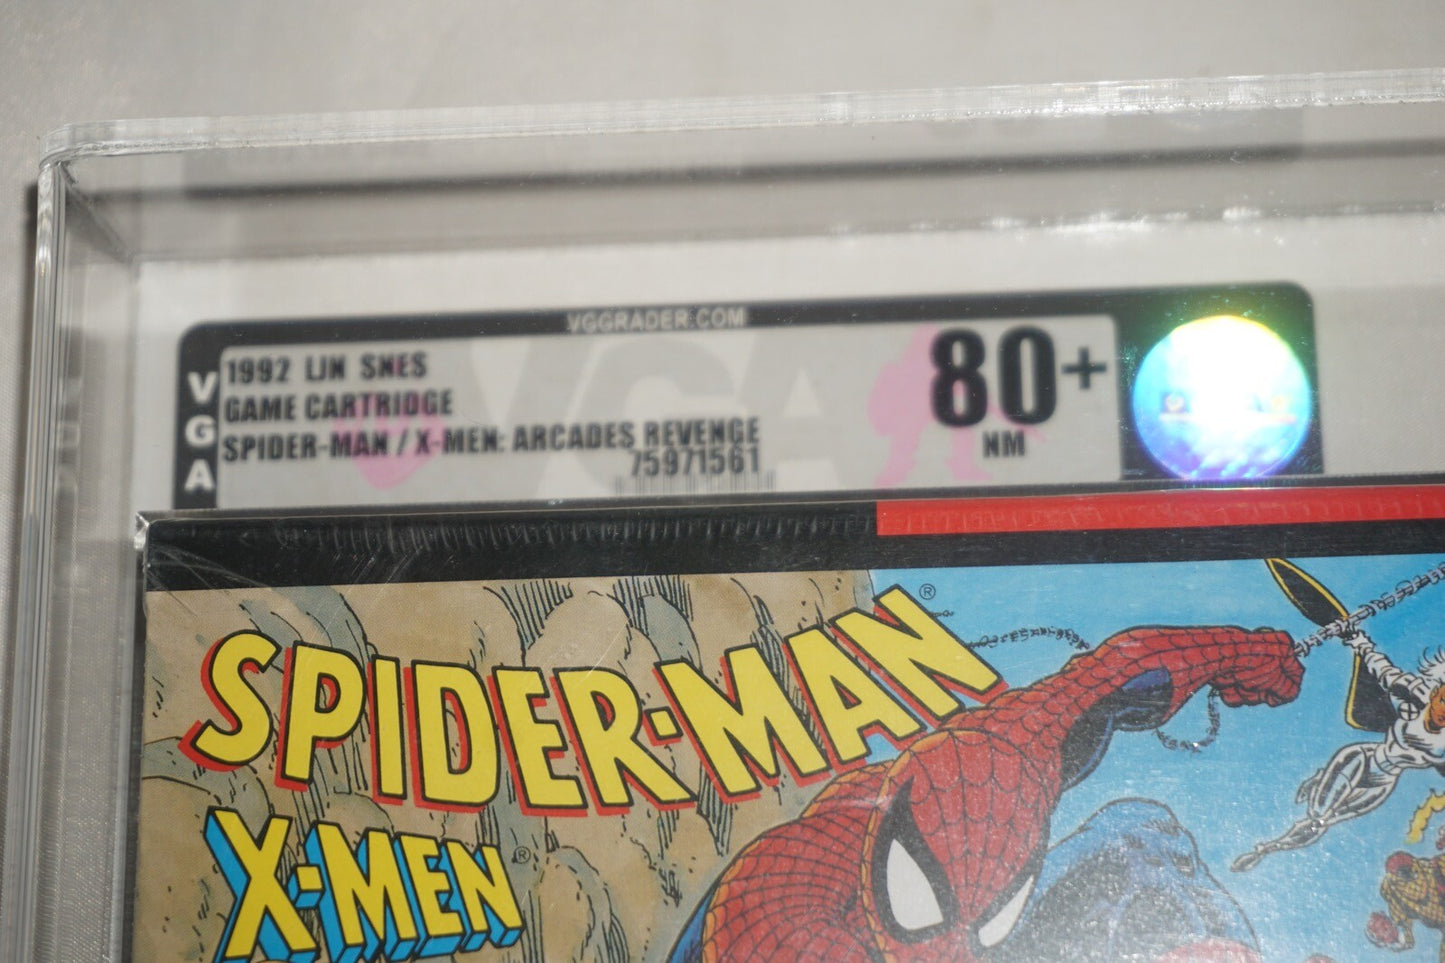 VGGRADER.COM
VGA
1992 LJN SNES
GAME CARTRIDGE
SPIDER-MAN / X-MEN: ARCADES REVENGE
75971561
80+
NM
SPIDER-MAN®
X-MEN®